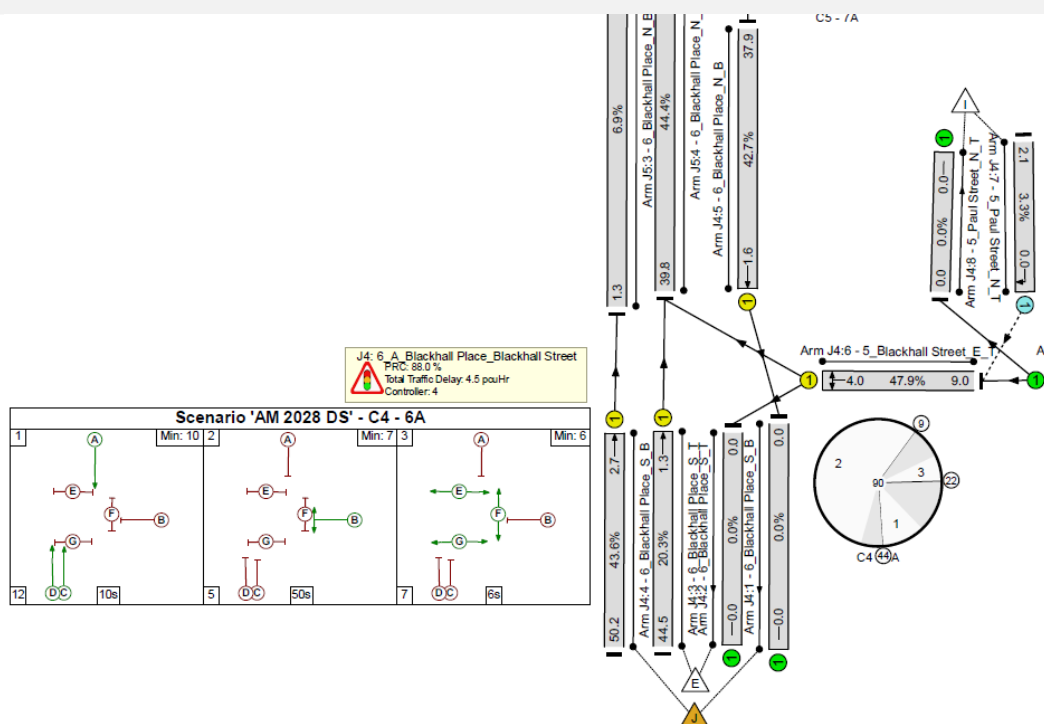 C5 - 7A
6.9%
1.3
Arm J5:3 - 6_Blackhall Place_N_B
44.4%
39.8
Arm J5:4 - 6_Blackhall Place_N_
Arm J4:5 - 6_Blackhall Place_N_B
37.9
42.7%
1.6
1
I
1
0.0
0.0%
0.0
Arm J4:8 - 5_Paul Street_N_T
Arm J4:7 - 5_Paul Street_N_T
2.1
3.3%
0.0
1
Arm J4:6 - 5_Blackhall Street_E_T
A
1
4.0
47.9%
9.0
1
J4: 6_A_Blackhall Place_Blackhall Street
PRC: 88.0 %
Total Traffic Delay: 4.5 pcuHr
Controller: 4
Scenario 'AM 2028 DS' - C4 - 6A
1
A
Min: 10
E
F
B
G
D
C
12
10s
2
A
Min: 7
E
F
B
G
D
C
5
50s
3
A
Min: 6
E
F
B
G
D
C
7
6s
1
2.7
43.6%
50.2
Arm J4:4 - 6_Blackhall Place_S_B
1
1.3
20.3%
44.5
Arm J4:3 - 6_Blackhall Place_S_T
Arm J4:2 - 6_Blackhall Place_S_T
0.0
0.0%
0.0
1
Arm J4:1 - 6_Blackhall Place_S_B
0.0
0.0%
0.0
1
9
2
3
90
22
1
C4
44
A
E
J